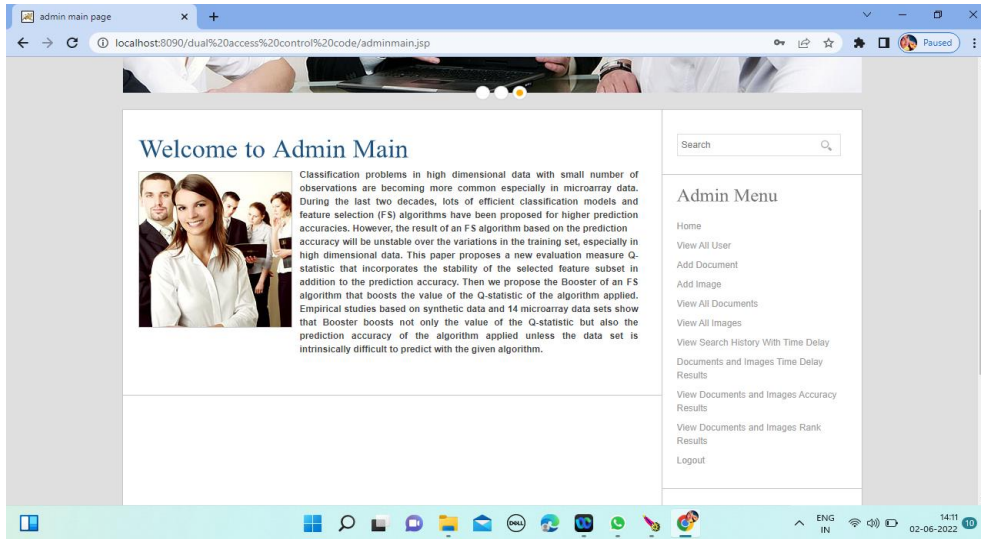 admin main page
localhost:8090/dual%20access%20control%20code/adminmain.jsp
Paused
Welcome to Admin Main
Classification problems in high dimensional data with small number of
observations are becoming more common especially in microarray data.
During the last two decades, lots of efficient classification models and
feature selection (FS) algorithms have been proposed for higher prediction
accuracies. However, the result of an FS algorithm based on the prediction
accuracy will be unstable over the variations in the training set, especially in
high dimensional data. This paper proposes a new evaluation measure Q-
statistic that incorporates the stability of the selected feature subset in
addition to the prediction accuracy. Then we propose the Booster of an FS
algorithm that boosts the value of the Q-statistic of the algorithm applied.
Empirical studies based on synthetic data and 14 microarray data sets show
that Booster boosts not only the value of the Q-statistic but also the
prediction accuracy of the algorithm applied unless the data set is
intrinsically difficult to predict with the given algorithm.
Search
Admin Menu
Home
View All User
Add Document
Add Image
View All Documents
View All Images
View Search History With Time Delay
Documents and Images Time Delay
Results
View Documents and Images Accuracy
Results
View Documents and Images Rank
Results
Logout
DELL
ENG
IN
14:11
02-06-2022
10